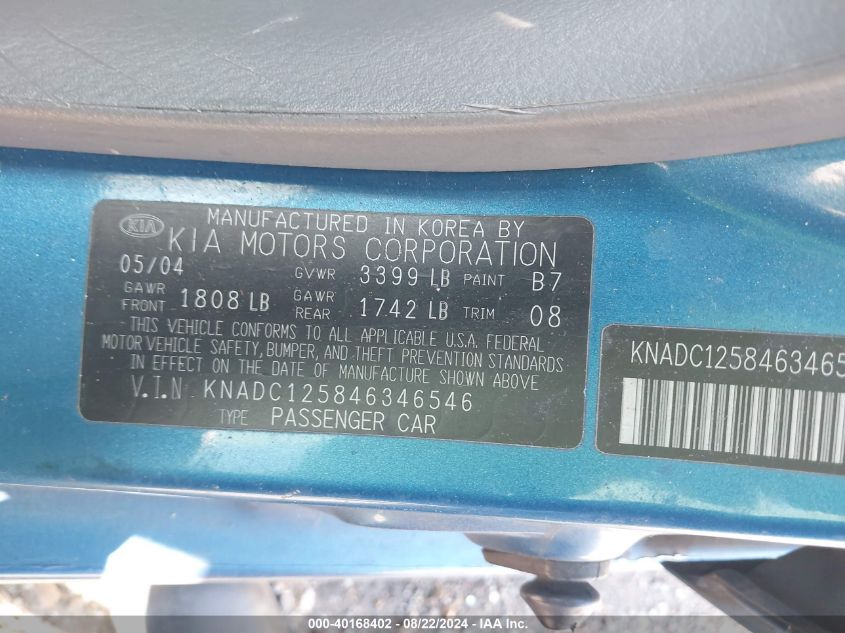 MANUFACTURED IN KOREA BY
KIA KIA MOTORS CORPORATION
05/04 GVWR 3399 LB PAINT B7
GAWR FRONT 1808 LB GAWR REAR 1742 LB TRIM 08
THIS VEHICLE CONFORMS TO ALL APPLICABLE U.S.A. FEDERAL
MOTOR VEHICLE SAFETY, BUMPER, AND THEFT PREVENTION STANDARDS
IN EFFECT ON THE DATE OF MANUFACTURE SHOWN ABOVE
V.I.N KNADC125846346546
TYPE PASSENGER CAR
KNADC1258463465
000-40168402 - 08/22/2024 - IAA Inc.